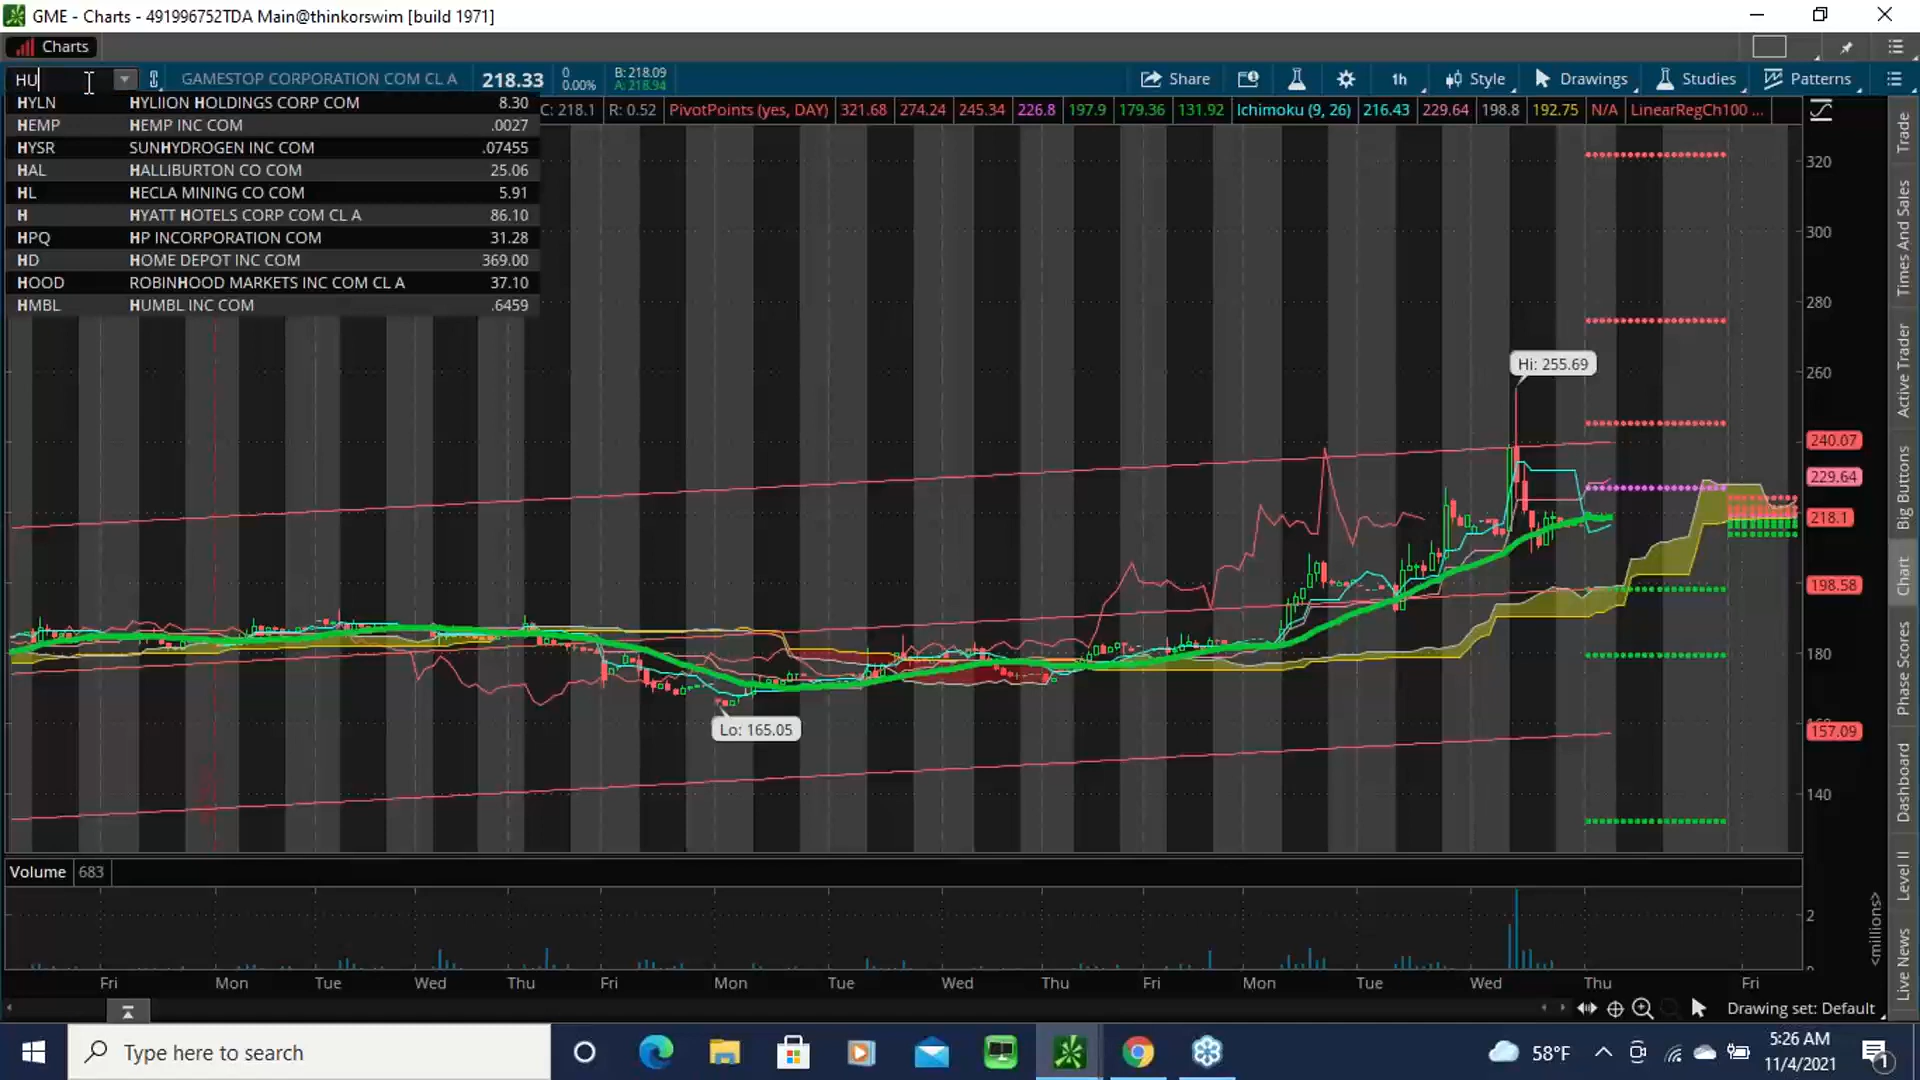 GME - Charts - 491996752TDA Main@thinkorswim [build 1971]
Charts
HU GAMESTOP CORPORATION COM CL A 218.33 0 0.00% B: 218.09 A: 218.94 Share 1h Style Drawings Studies Patterns
C: 218.1 R: 0.52 PivotPoints (yes, DAY) 321.68 274.24 245.34 226.8 197.9 179.36 131.92 Ichimoku (9, 26) 216.43 229.64 198.8 192.75 N/A LinearRegCh100 ...
HYLN HYLIION HOLDINGS CORP COM 8.30
HEMP HEMP INC COM .0027
HYSR SUNHYDROGEN INC COM .07455
HAL HALLIBURTON CO COM 25.06
HL HECLA MINING CO COM 5.91
H HYATT HOTELS CORP COM CL A 86.10
HPQ HP INCORPORATION COM 31.28
HD HOME DEPOT INC COM 369.00
HOOD ROBINHOOD MARKETS INC COM CL A 37.10
HMBL HUMBL INC COM .6459
320
300
280
260
240.07
229.64
218.1
198.58
180
157.09
140
Hi: 255.69
Lo: 165.05
Trade
Times And Sales
Active Trader
Big Buttons
Chart
Phase Scores
Dashboard
Level II
Live News
Volume 683
2
<millions>
Fri Mon Tue Wed Thu Fri Mon Tue Wed Thu Fri Mon Tue Wed Thu Fri
Drawing set: Default
Type here to search
58°F
5:26 AM
11/4/2021
1